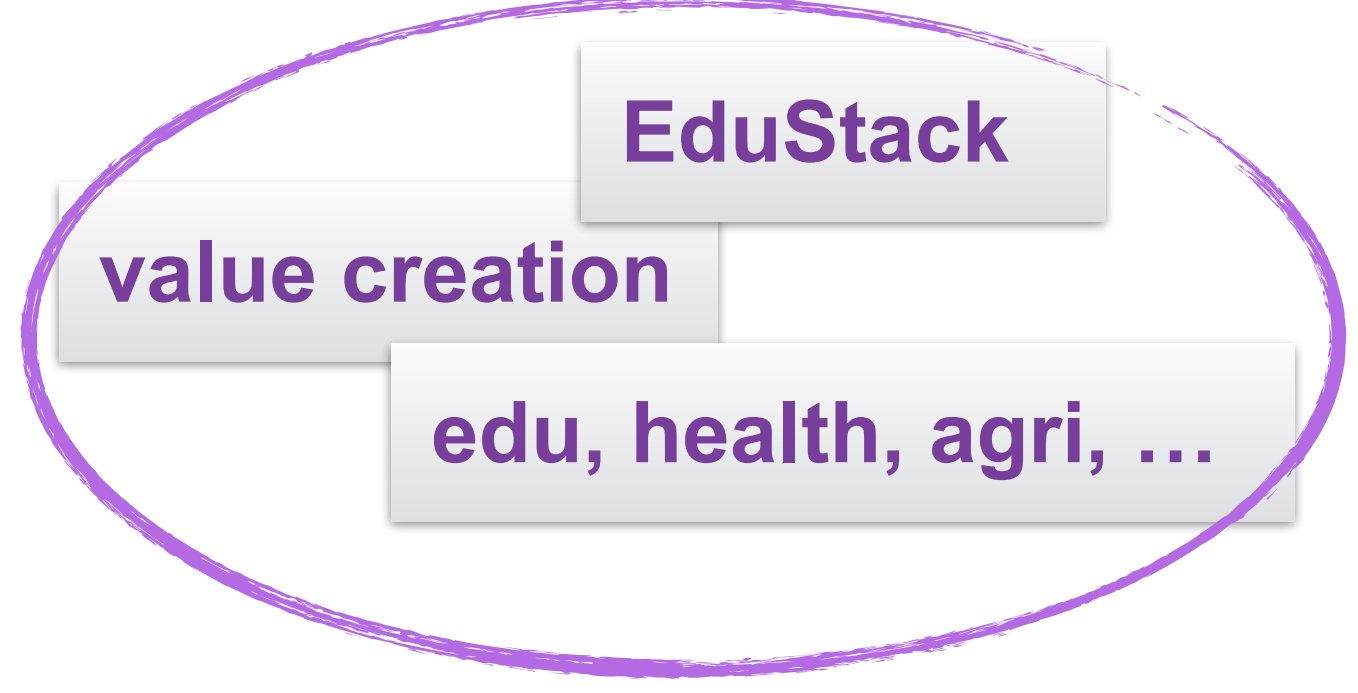 EduStack
value creation
edu, health, agri, …